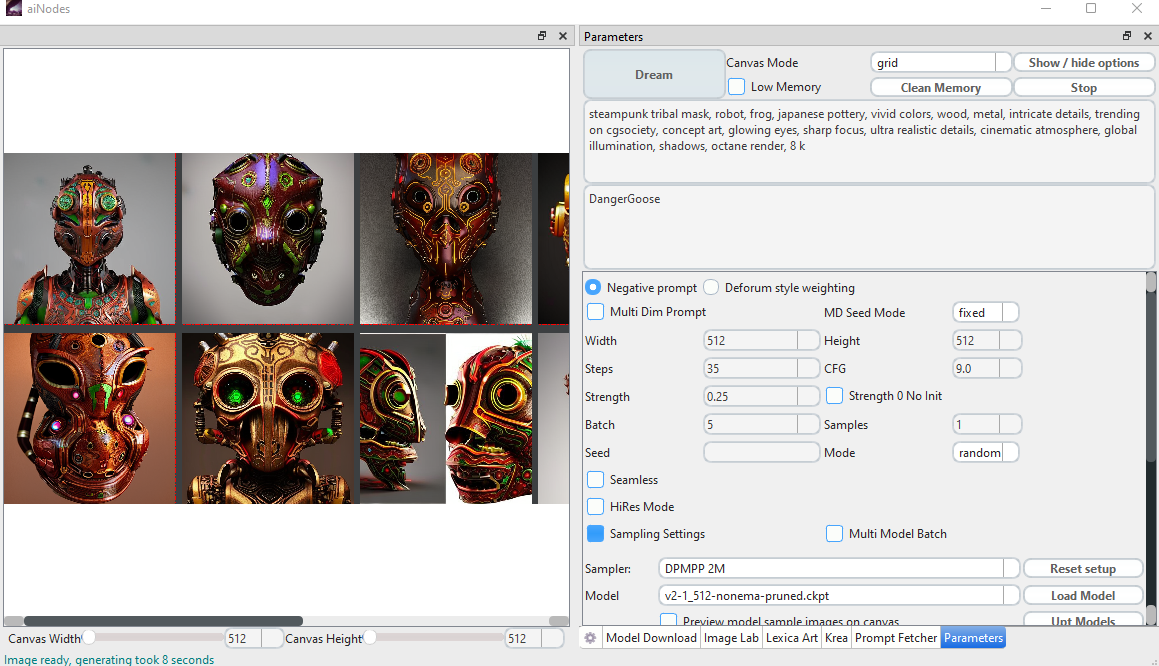 aiNodes
Parameters
Dream
Canvas Mode
grid
Show / hide options
Low Memory
Clean Memory
Stop
steampunk tribal mask, robot, frog, japanese pottery, vivid colors, wood, metal, intricate details, trending
on cgsociety, concept art, glowing eyes, sharp focus, ultra realistic details, cinematic atmosphere, global
illumination, shadows, octane render, 8 k
DangerGoose
Negative prompt
Deforum style weighting
Multi Dim Prompt
MD Seed Mode
fixed
Width
512
Height
512
Steps
35
CFG
9.0
Strength
0.25
Strength 0 No Init
Batch
5
Samples
1
Seed
Mode
random
Seamless
HiRes Mode
Sampling Settings
Multi Model Batch
Sampler:
DPMPP 2M
Reset setup
Model
v2-1_512-nonema-pruned.ckpt
Load Model
Preview model sample images on canvas
Upt Models
Canvas Width
512
Canvas Height
512
Model Download
Image Lab
Lexica Art
Krea
Prompt Fetcher
Parameters
Image ready, generating took 8 seconds